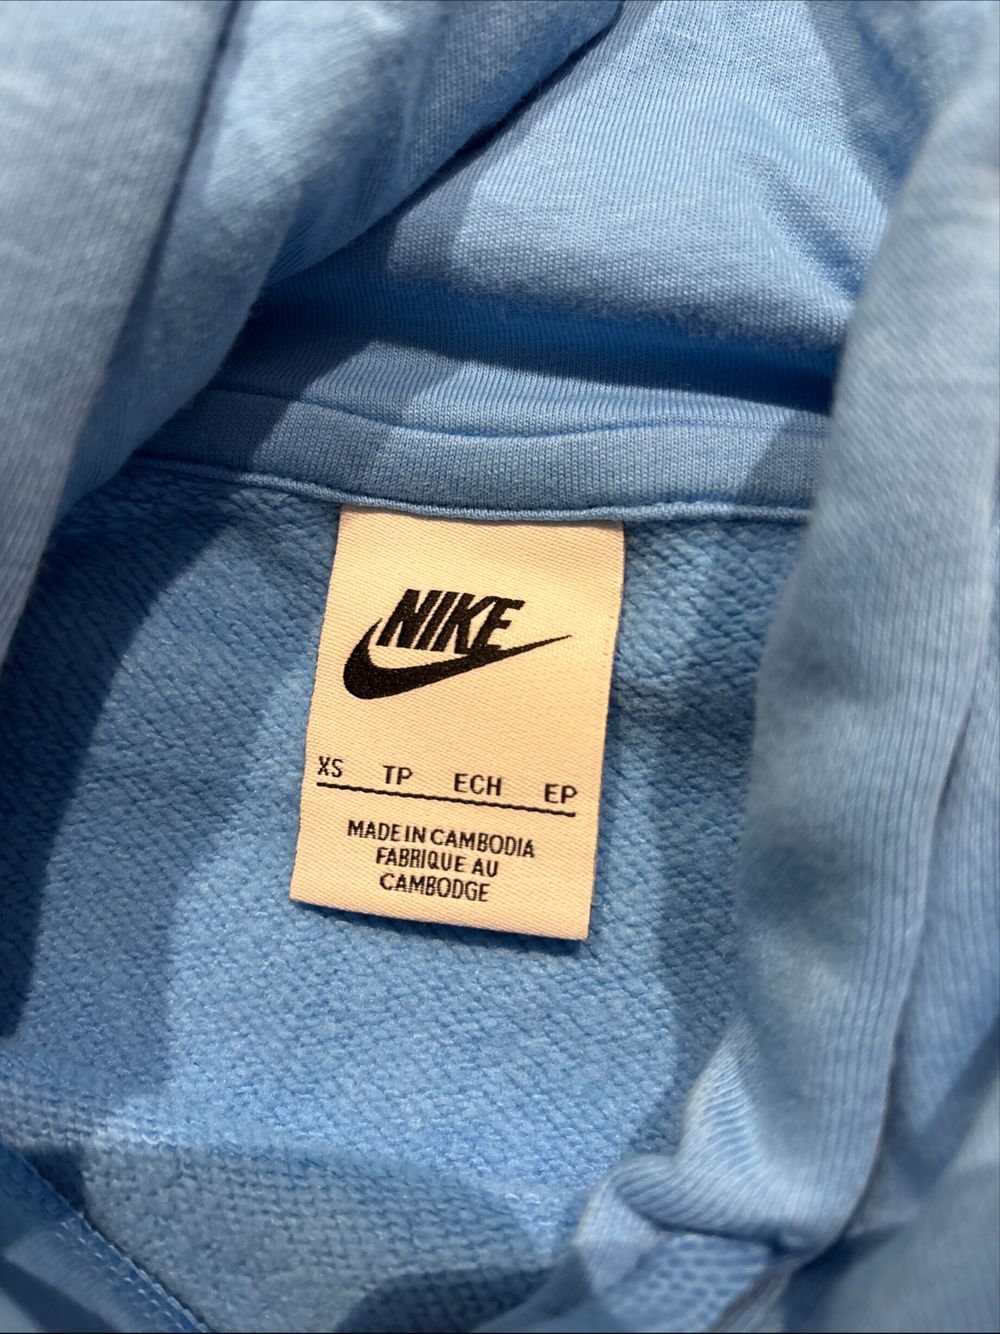 NIKE
XS TP ECH EP
MADE IN CAMBODIA
FABRIQUE AU
CAMBODGE